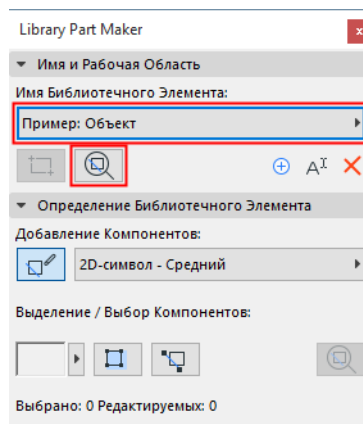 Library Part Maker
Имя и Рабочая Область
Имя Библиотечного Элемента:
Пример: Объект
Определение Библиотечного Элемента
Добавление Компонентов:
2D-символ - Средний
Выделение / Выбор Компонентов:
Выбрано: 0 Редактируемых: 0